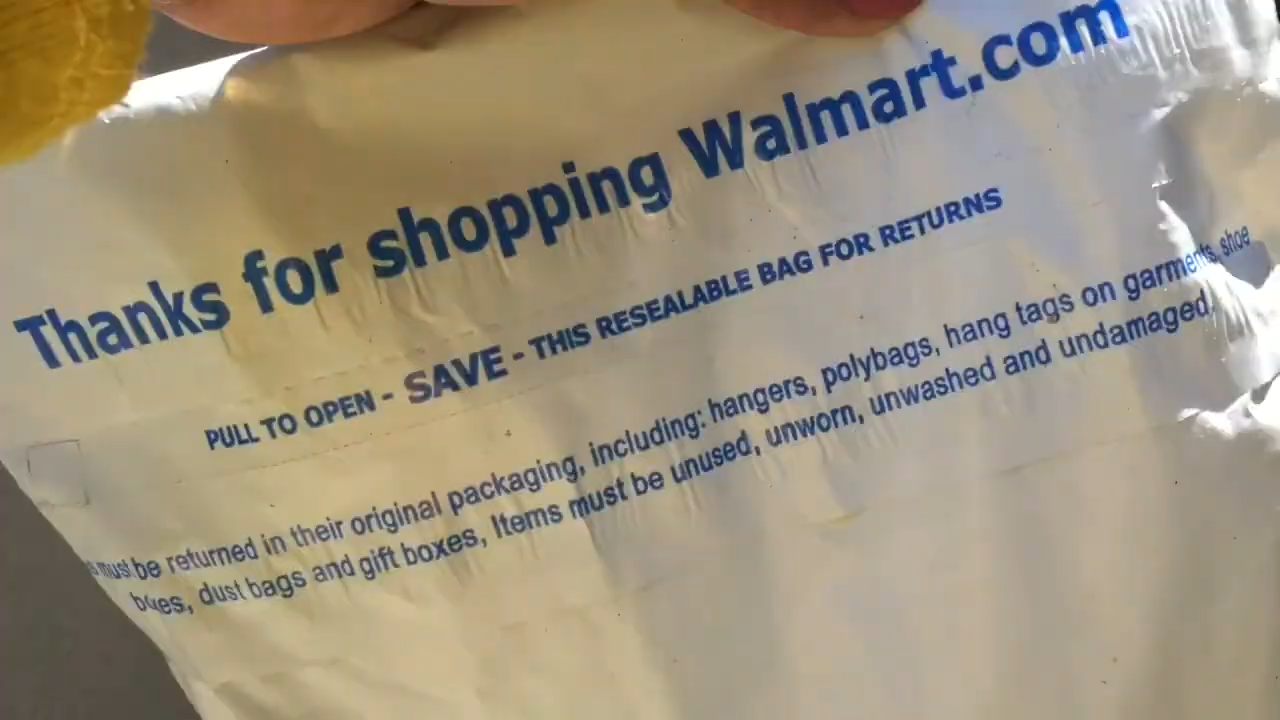 Thanks for shopping Walmart.com
PULL TO OPEN - SAVE - THIS RESEALABLE BAG FOR RETURNS
must be returned in their original packaging, including: hangers, polybags, hang tags on garments, shoe
boxes, dust bags and gift boxes, Items must be unused, unworn, unwashed and undamaged.